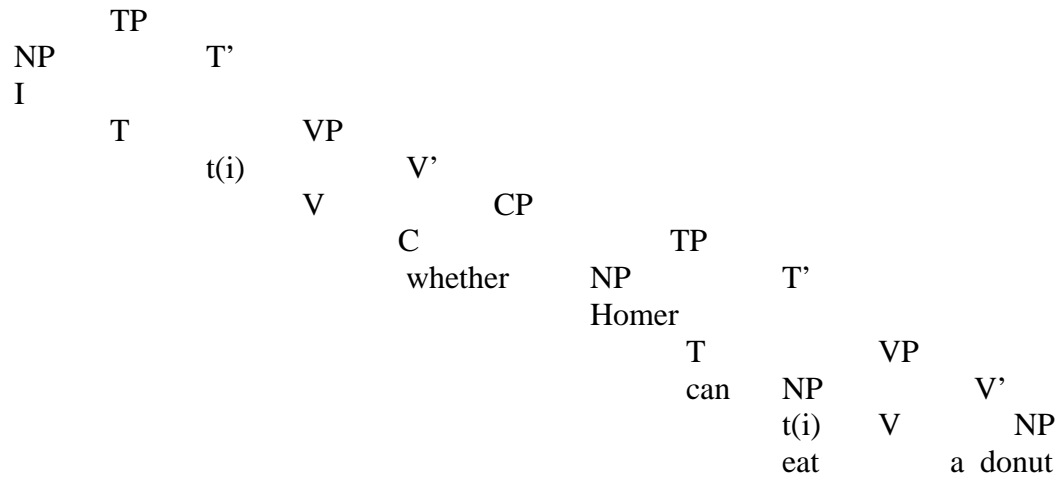 TP
NP T’
I
T VP
t(i) V’
V CP
C TP
whether NP T’
Homer
T VP
can NP V’
t(i) V NP
eat a donut